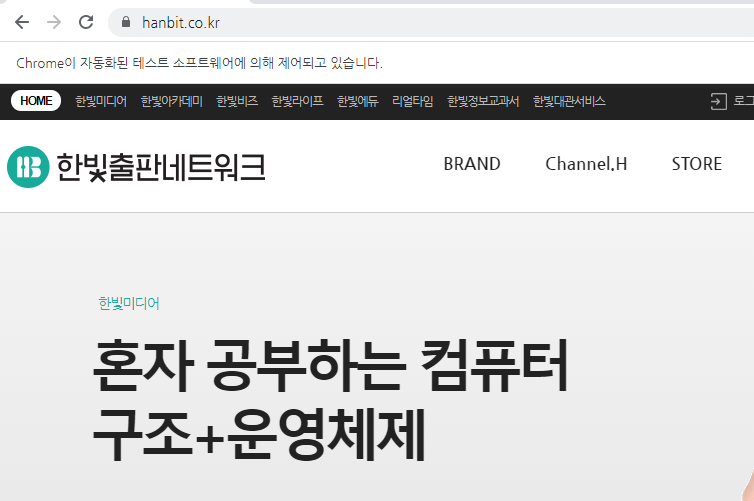 hanbit.co.kr
Chrome이 자동화된 테스트 소프트웨어에 의해 제어되고 있습니다.
HOME 한빛미디어 한빛아카데미 한빛비즈 한빛라이프 한빛에듀 리얼타임 한빛정보교과서 한빛대관서비스 로그
HB 한빛출판네트워크 BRAND Channel.H STORE
한빛미디어
혼자 공부하는 컴퓨터
구조+운영체제